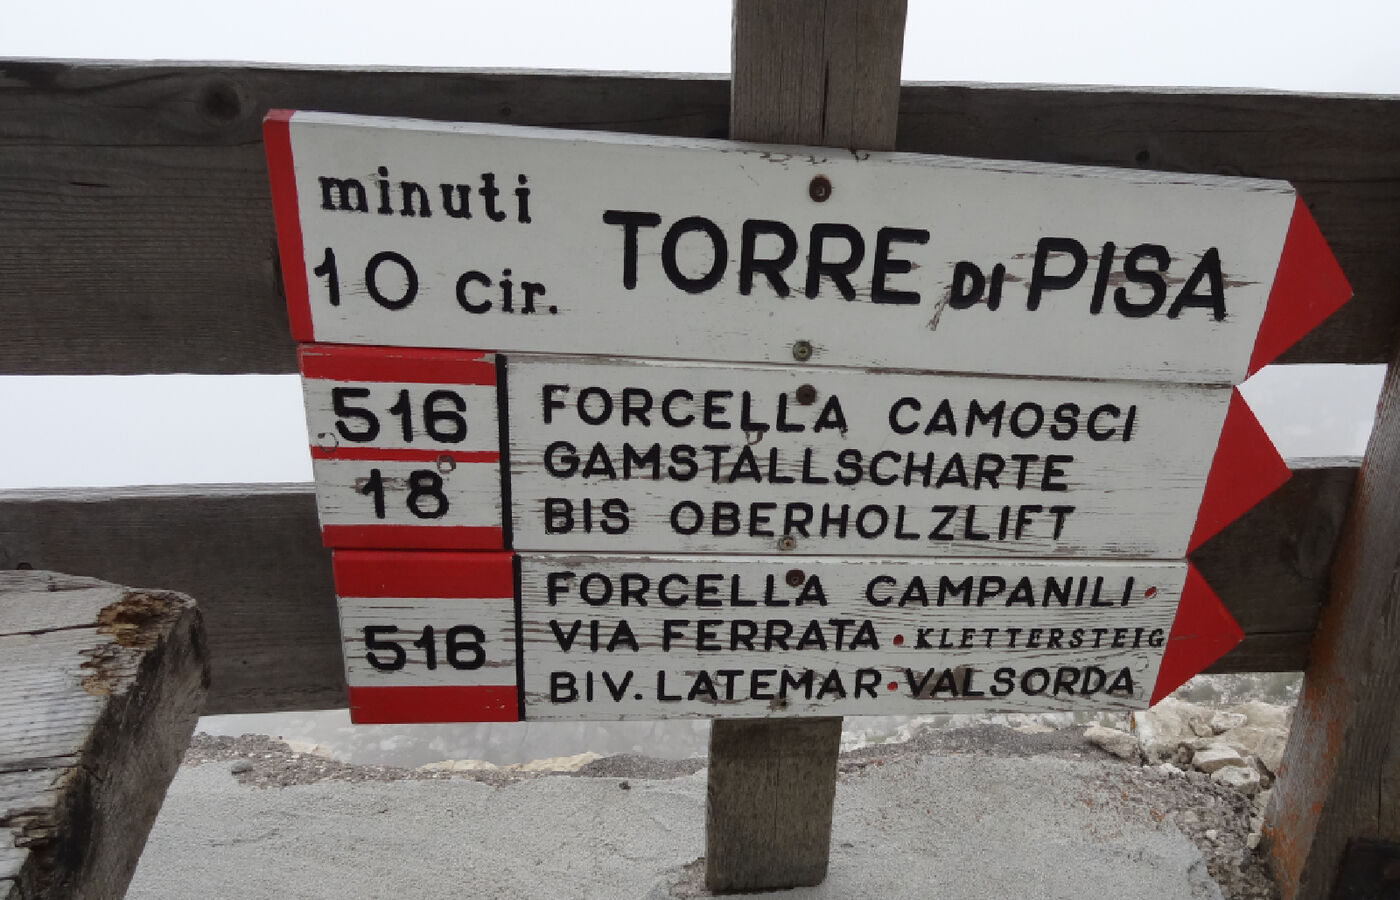 minuti
10 cir. TORRE DI PISA
516
18
FORCELLA CAMOSCI
GAMSTALLSCHARTE
BIS OBERHOLZLIFT
516
FORCELLA CAMPANILI •
VIA FERRATA • KLETTERSTEIG
BIV. LATEMAR • VALSORDA